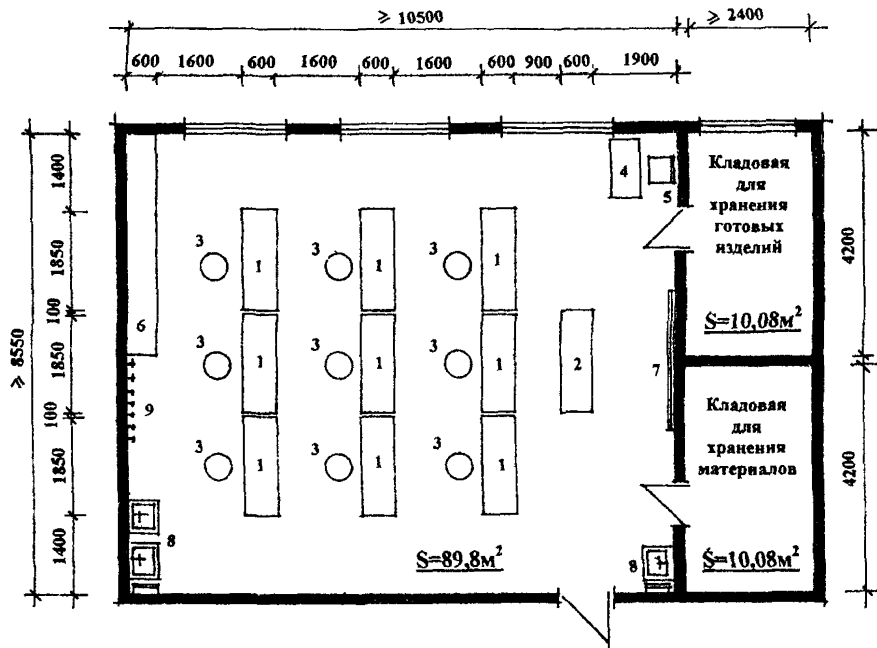 ≥ 10500
≥ 2400
600 1600 600 1600 600 1600 600 900 600 1900
≥ 8550
1400
1850
100
1850
100
1850
1400
4
5
Кладовая
для
хранения
готовых
изделий
S=10,08м²
4200
3 1 3 1 3 1
6
3 1 3 1 3 1
2
7
9
3 1 3 1 3 1
Кладовая
для
хранения
материалов
S=10,08м²
4200
8
S=89,8м²
8